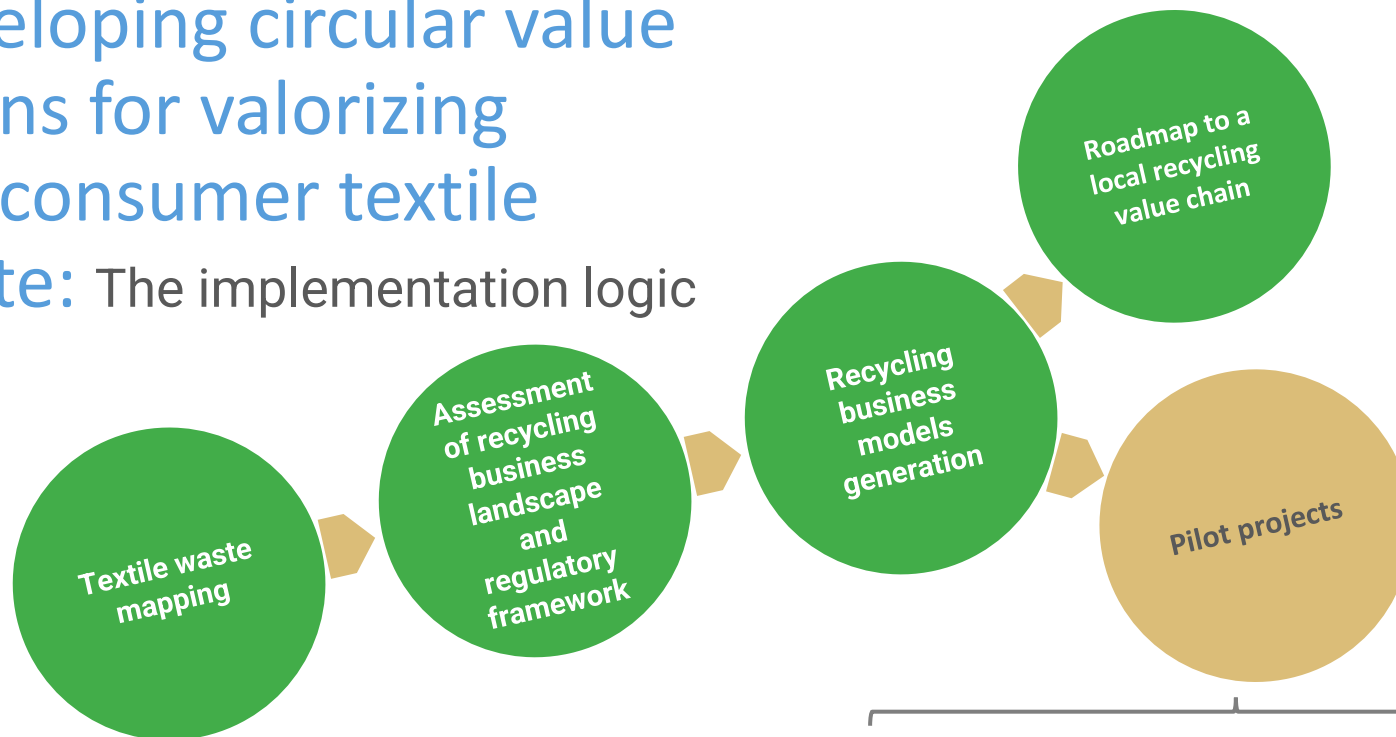 eloping circular value
ns for valorizing
consumer textile
te: The implementation logic
Roadmap to a
local recycling
value chain
Recycling
business
models
generation
Assessment
of recycling
business
landscape
and
regulatory
framework
Pilot projects
Textile waste
mapping